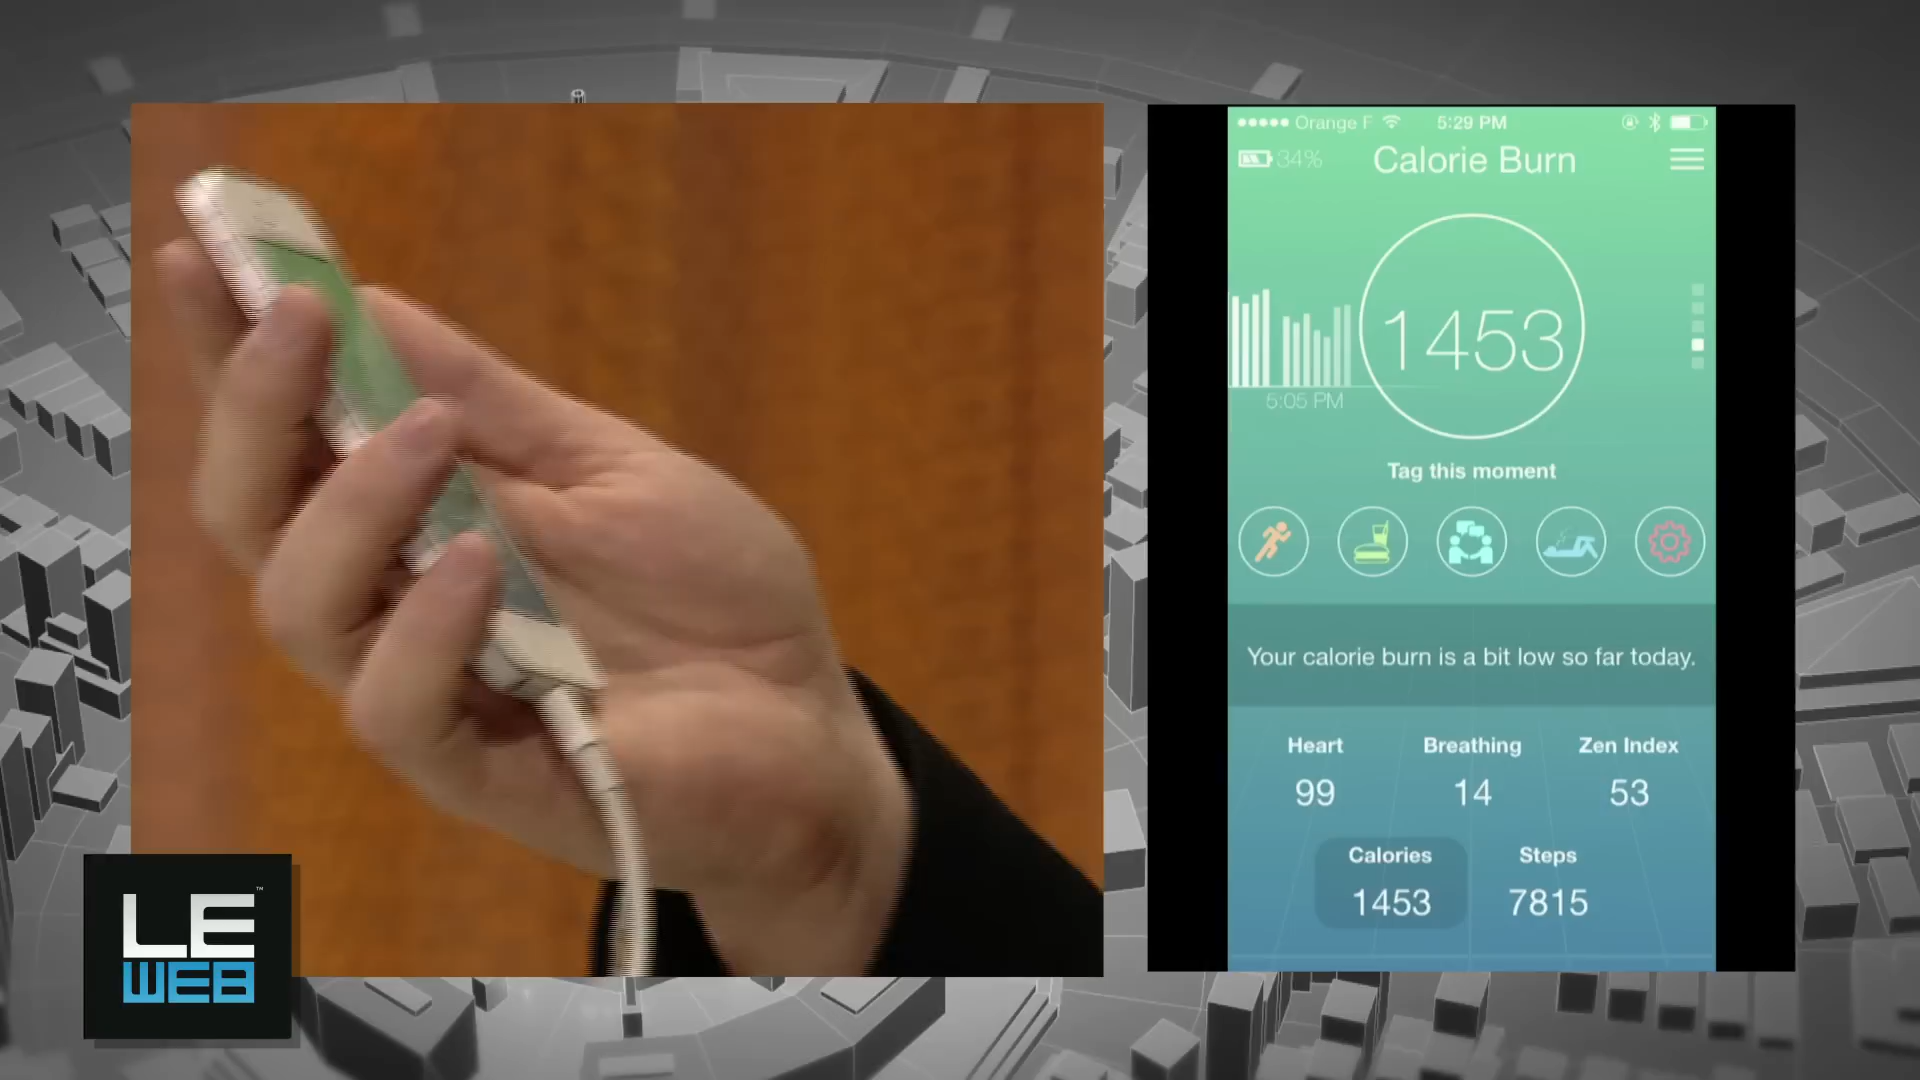 Orange F 5:29 PM
34% Calorie Burn
1453
5:05 PM
Tag this moment
Your calorie burn is a bit low so far today.
Heart Breathing Zen Index
99 14 53
Calories Steps
1453 7815
LE™
WEB